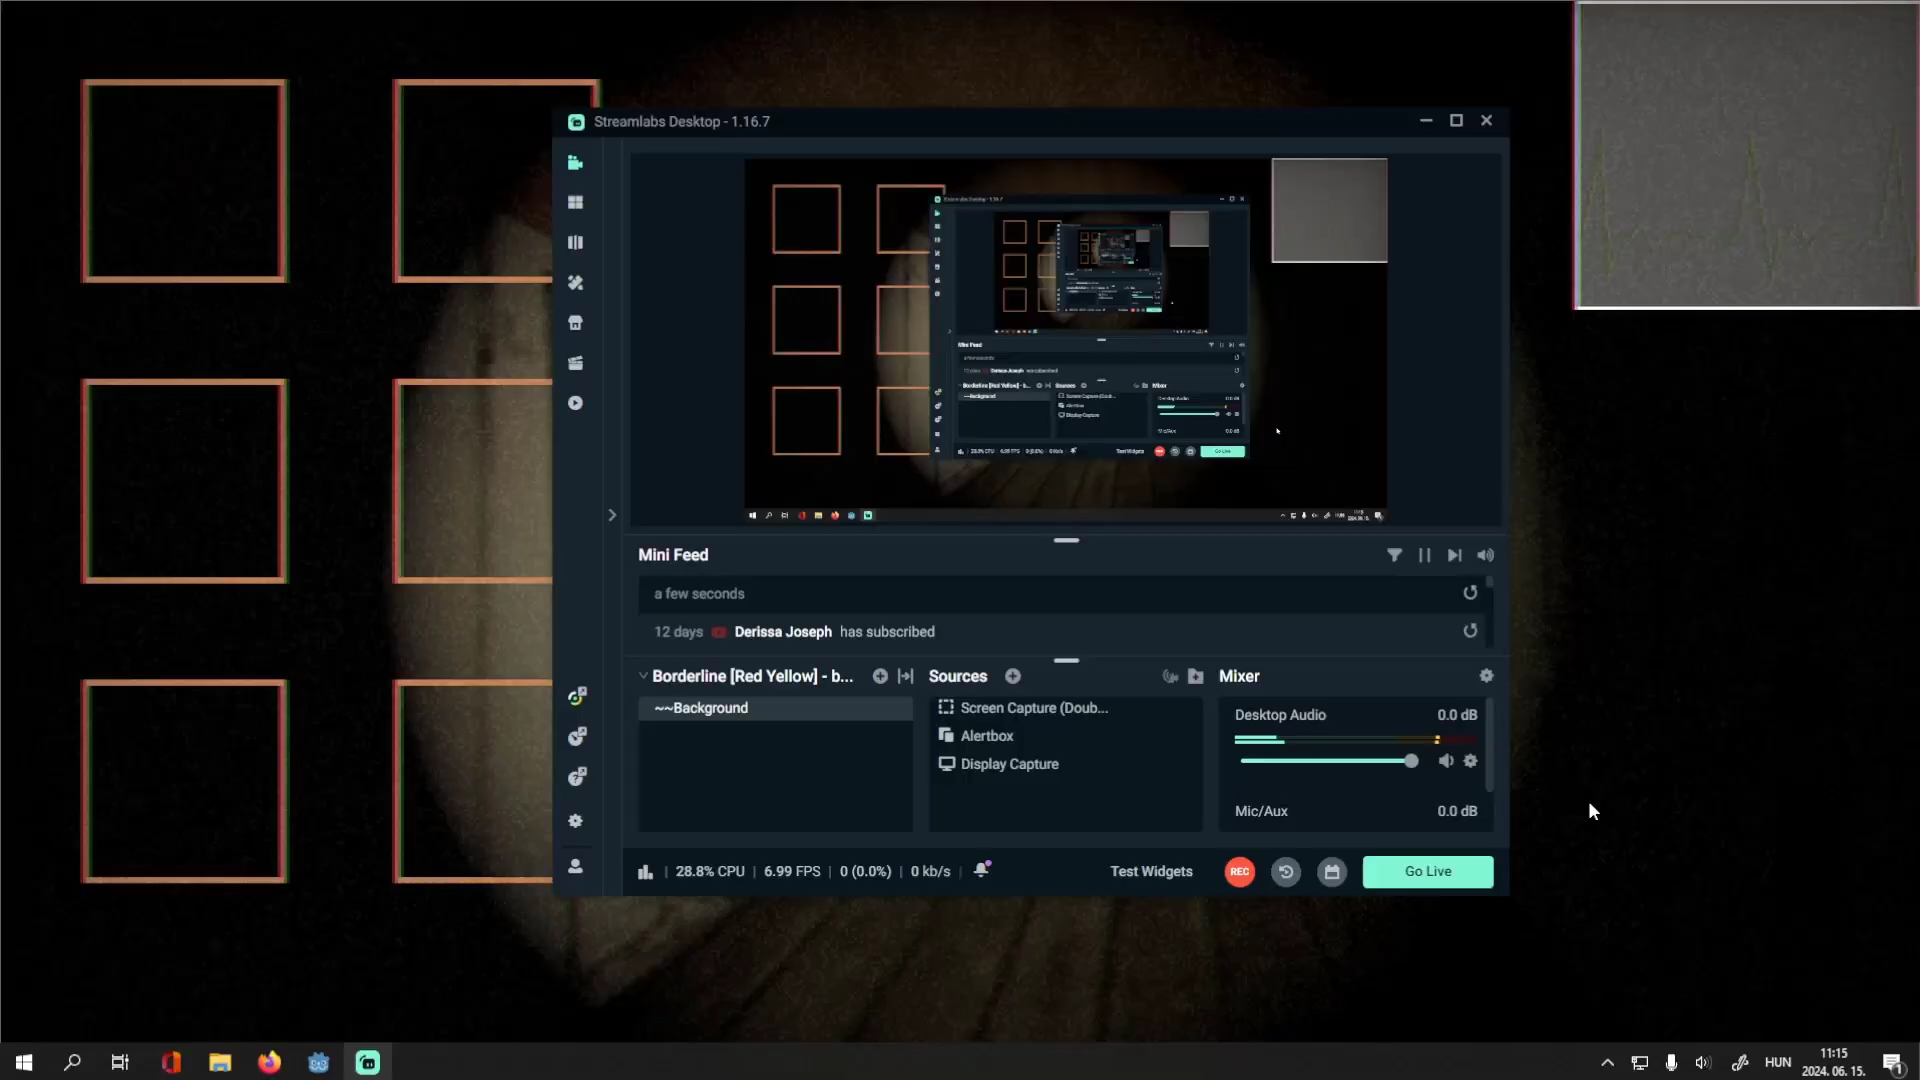 Streamlabs Desktop - 1.16.7
Mini Feed
a few seconds
12 days Derissa Joseph has subscribed
Borderline [Red Yellow] - b...
~~Background
Sources
Screen Capture (Doub...
Alertbox
Display Capture
Mixer
Desktop Audio 0.0 dB
Mic/Aux 0.0 dB
28.8% CPU | 6.99 FPS | 0 (0.0%) | 0 kb/s
Test Widgets
REC
Go Live
HUN
11:15
2024. 06. 15.
1